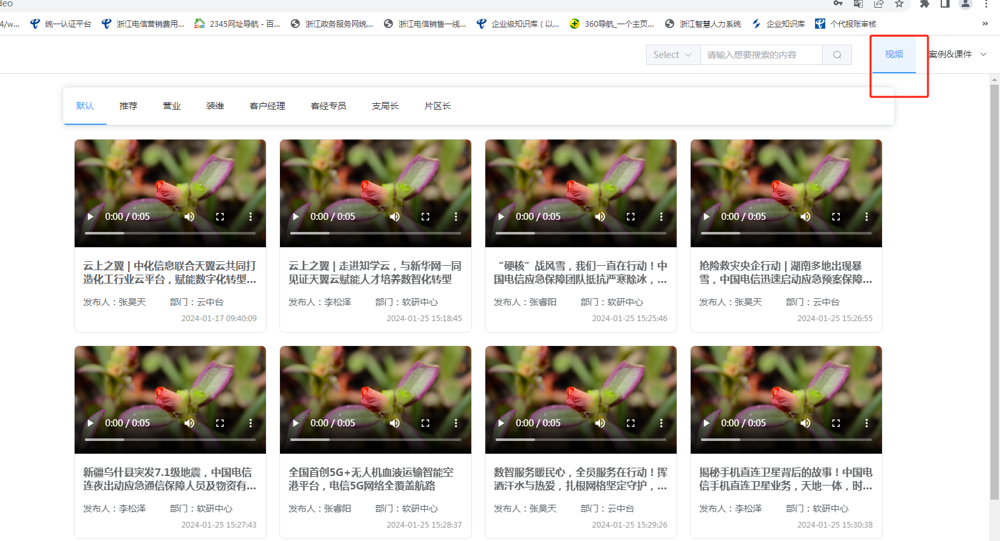 deo
4/w...
统一认证平台
浙江电信营销费用...
2345网址导航 - 百...
浙江政务服务网统...
浙江电信销售一线...
企业级知识库（以...
360导航_一个主页...
浙江智慧人力系统
企业知识库
个代报账审核
»
Select
请输入想要搜索的内容
视频
案例&课件
默认
推荐
营业
装维
客户经理
客经专员
支局长
片区长
0:00 / 0:05
0:00 / 0:05
0:00 / 0:05
0:00 / 0:05
云上之翼 | 中化信息联合天翼云共同打
造化工行业云平台，赋能数字化转型...
发布人：张昊天 部门：云中台
2024-01-17 09:40:09
云上之翼 | 走进知学云，与新华网一同
见证天翼云赋能人才培养数智化转型
发布人：李松泽 部门：软研中心
2024-01-25 15:18:45
“硬核”战风雪，我们一直在行动！中
国电信应急保障团队抵抗严寒除冰，...
发布人：张睿阳 部门：软研中心
2024-01-25 15:25:46
抢险救灾央企行动 | 湖南多地出现暴
雪，中国电信迅速启动应急预案保障...
发布人：张昊天 部门：云中台
2024-01-25 15:26:55
0:00 / 0:05
0:00 / 0:05
0:00 / 0:05
0:00 / 0:05
新疆乌什县突发7.1级地震，中国电信
连夜出动应急通信保障人员及物资有...
发布人：李松泽 部门：软研中心
2024-01-25 15:27:43
全国首创5G+无人机血液运输智能空
港平台，电信5G网络全覆盖航路
发布人：张睿阳 部门：软研中心
2024-01-25 15:28:37
数智服务暖民心，全员服务在行动！挥
洒汗水与热爱，扎根网格坚定守护，...
发布人：张昊天 部门：云中台
2024-01-25 15:29:26
揭秘手机直连卫星背后的故事！中国电
信手机直连卫星业务，天地一体，时...
发布人：李松泽 部门：软研中心
2024-01-25 15:30:38